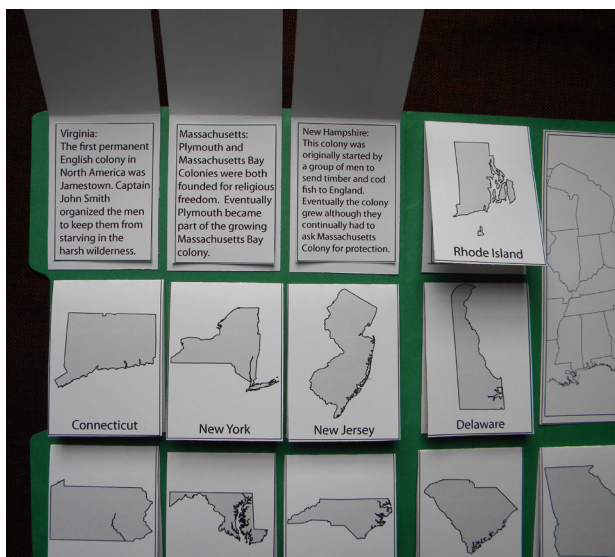 Virginia:
The first permanent
English colony in
North America was
Jamestown. Captain
John Smith
organized the men
to keep them from
starving in the
harsh wilderness.
Massachusetts:
Plymouth and
Massachusetts Bay
Colonies were both
founded for religious
freedom. Eventually
Plymouth became
part of the growing
Massachusetts Bay
colony.
New Hampshire:
This colony was
originally started by
a group of men to
send timber and cod
fish to England.
Eventually the colony
grew although they
continually had to
ask Massachusetts
Colony for protection.
Rhode Island
Connecticut
New York
New Jersey
Delaware